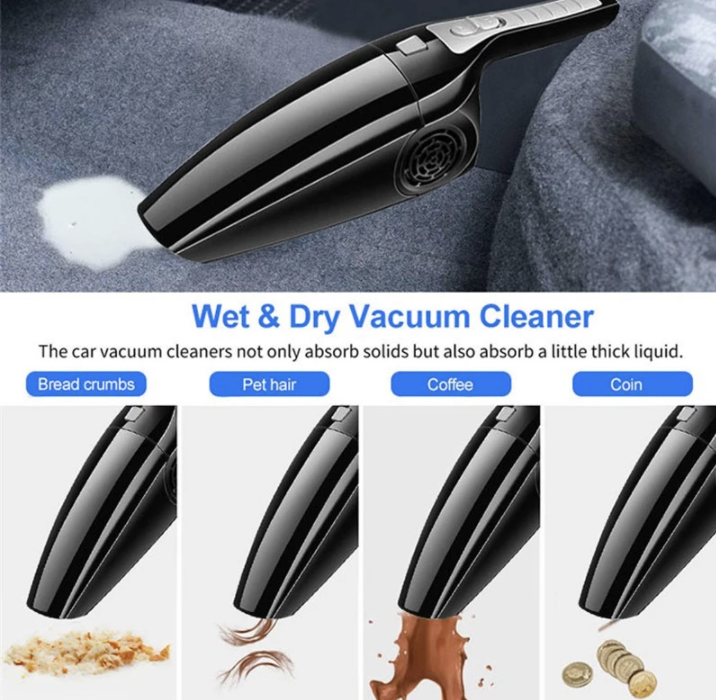 Wet & Dry Vacuum Cleaner
The car vacuum cleaners not only absorb solids but also absorb a little thick liquid.
Bread crumbs
Pet hair
Coffee
Coin